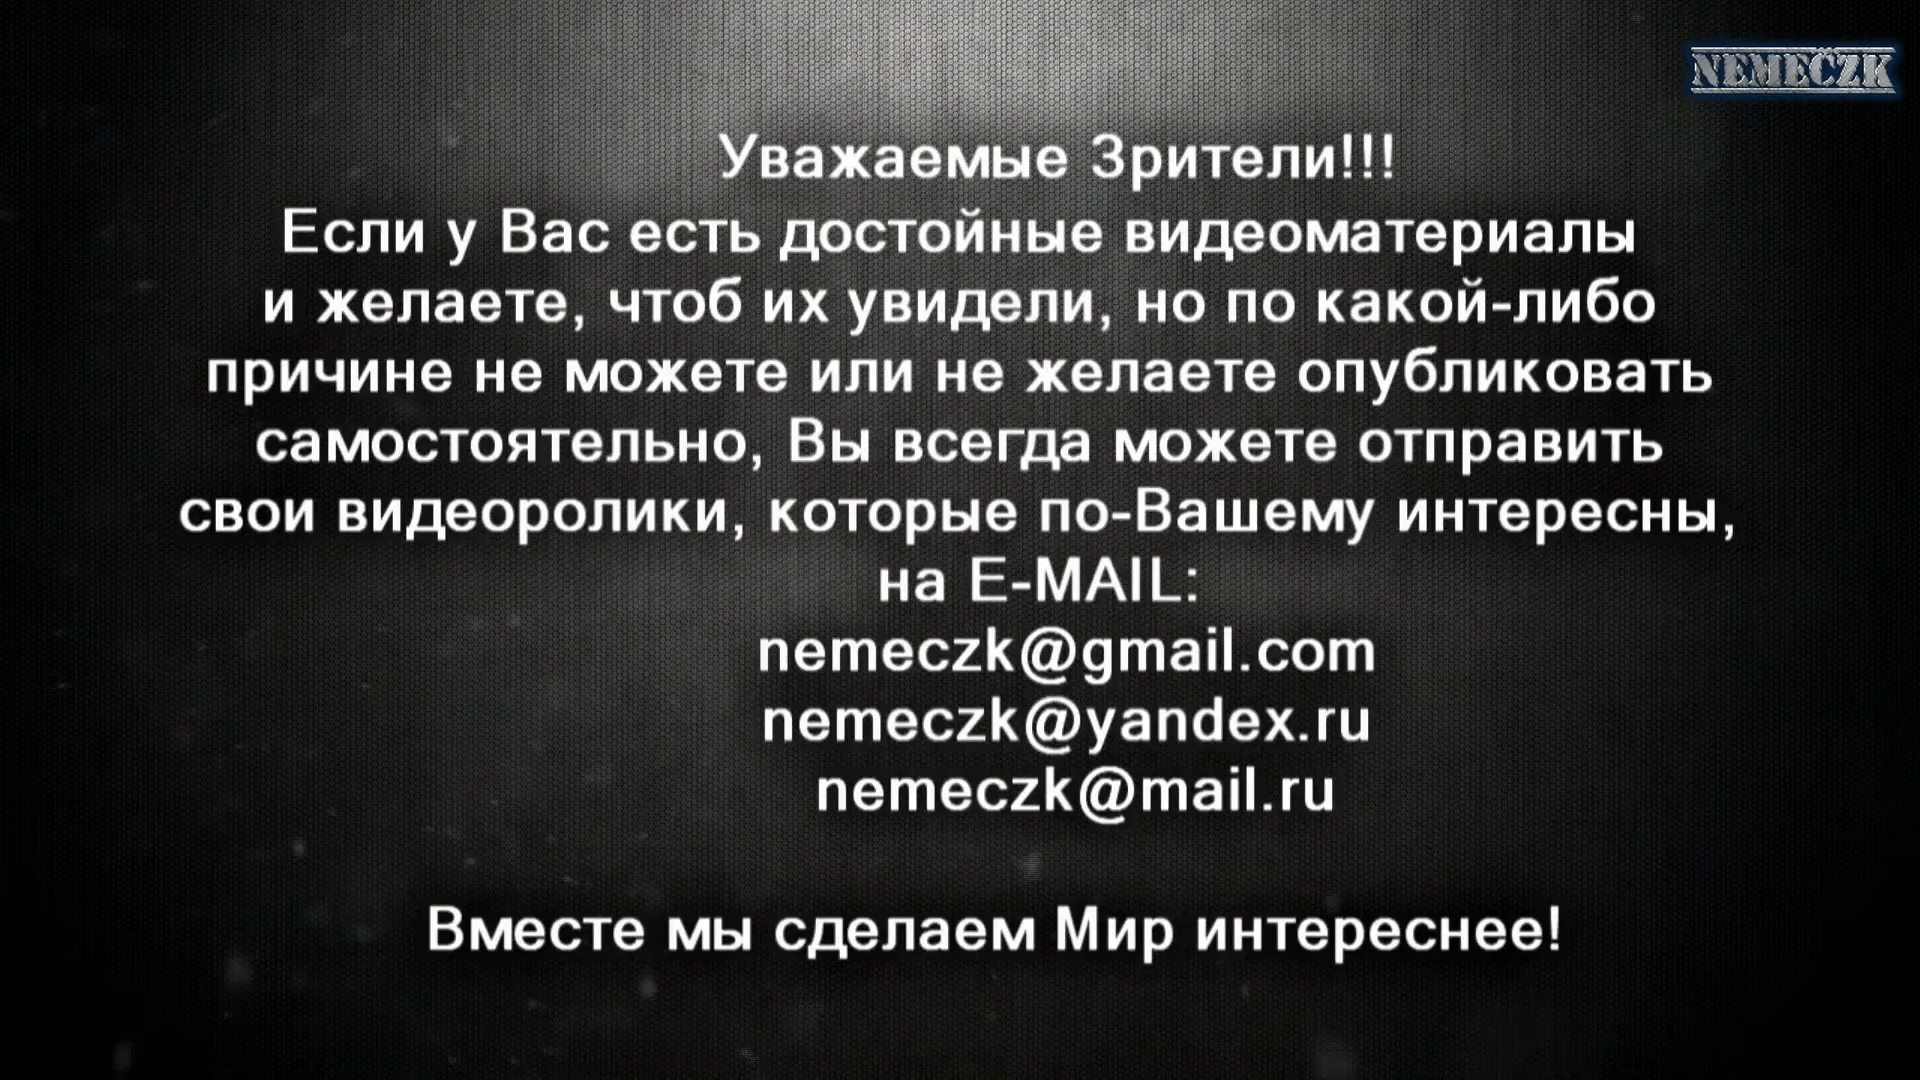 NEMEČZK
Уважаемые Зрители!!!
Если у Вас есть достойные видеоматериалы
и желаете, чтоб их увидели, но по какой-либо
причине не можете или не желаете опубликовать
самостоятельно, Вы всегда можете отправить
свои видеоролики, которые по-Вашему интересны,
на E-MAIL:
nemeczk@gmail.com
nemeczk@yandex.ru
nemeczk@mail.ru
Вместе мы сделаем Мир интереснее!